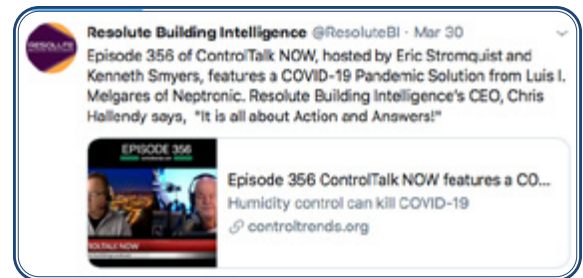 RESOLUTE
Resolute Building Intelligence @ResoluteBI · Mar 30
Episode 356 of ControlTalk NOW, hosted by Eric Stromquist and
Kenneth Smyers, features a COVID-19 Pandemic Solution from Luis I.
Melgares of Neptronic. Resolute Building Intelligence's CEO, Chris
Hallendy says, "It is all about Action and Answers!"
EPISODE 356
Episode 356 ControlTalk NOW features a CO...
Humidity control can kill COVID-19
controltrends.org
ROLTALK NOW